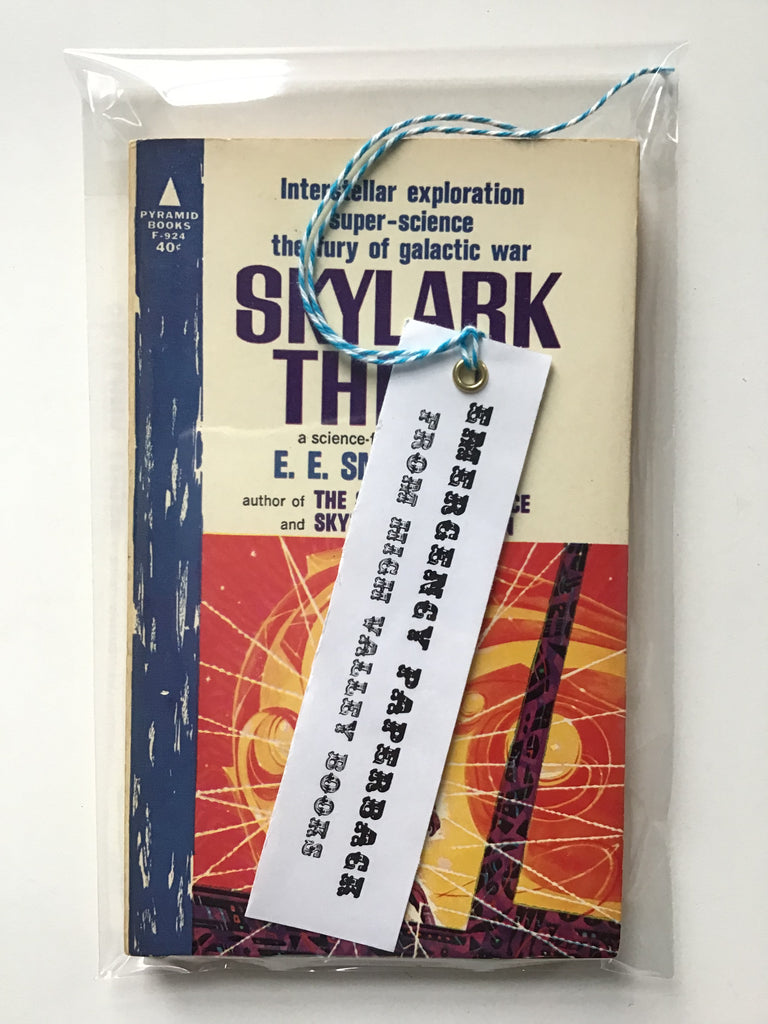 PYRAMID
BOOKS
F-924
40¢
Interstellar exploration
super-science
the fury of galactic war
SKYLARK
TH
a science-f
E. E. SM
author of THE S CE
and SKY
EMERGENCY PAPERBACK
FROM HIGH VALLEY BOOKS